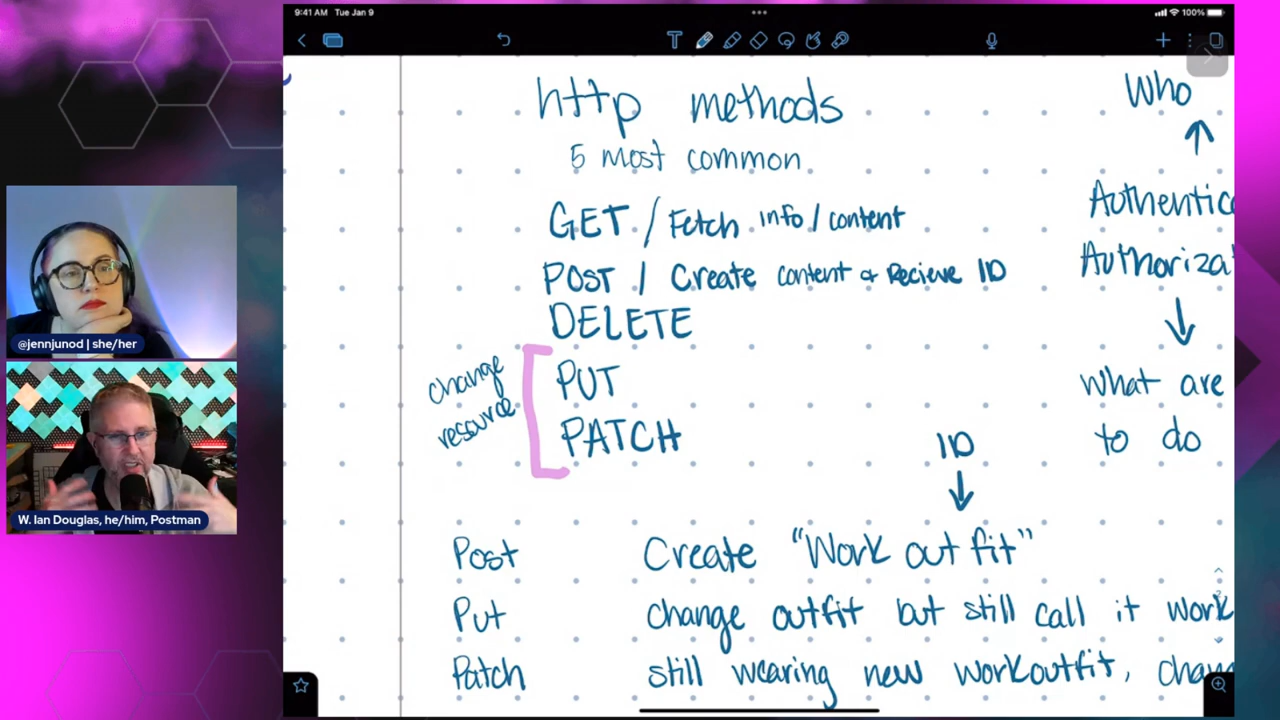 9:41 AM Tue Jan 9
100%
http methods
5 most common
GET / Fetch info / content
POST / Create content & Recieve ID
DELETE
PUT
PATCH
change
resource
Who
Authentic
Authoriza
what are
to do
ID
Post Create "Work out fit"
Put change outfit but still call it work
Patch still wearing new workoutfit, chan
@jennjunod | she/her
W. Ian Douglas, he/him, Postman